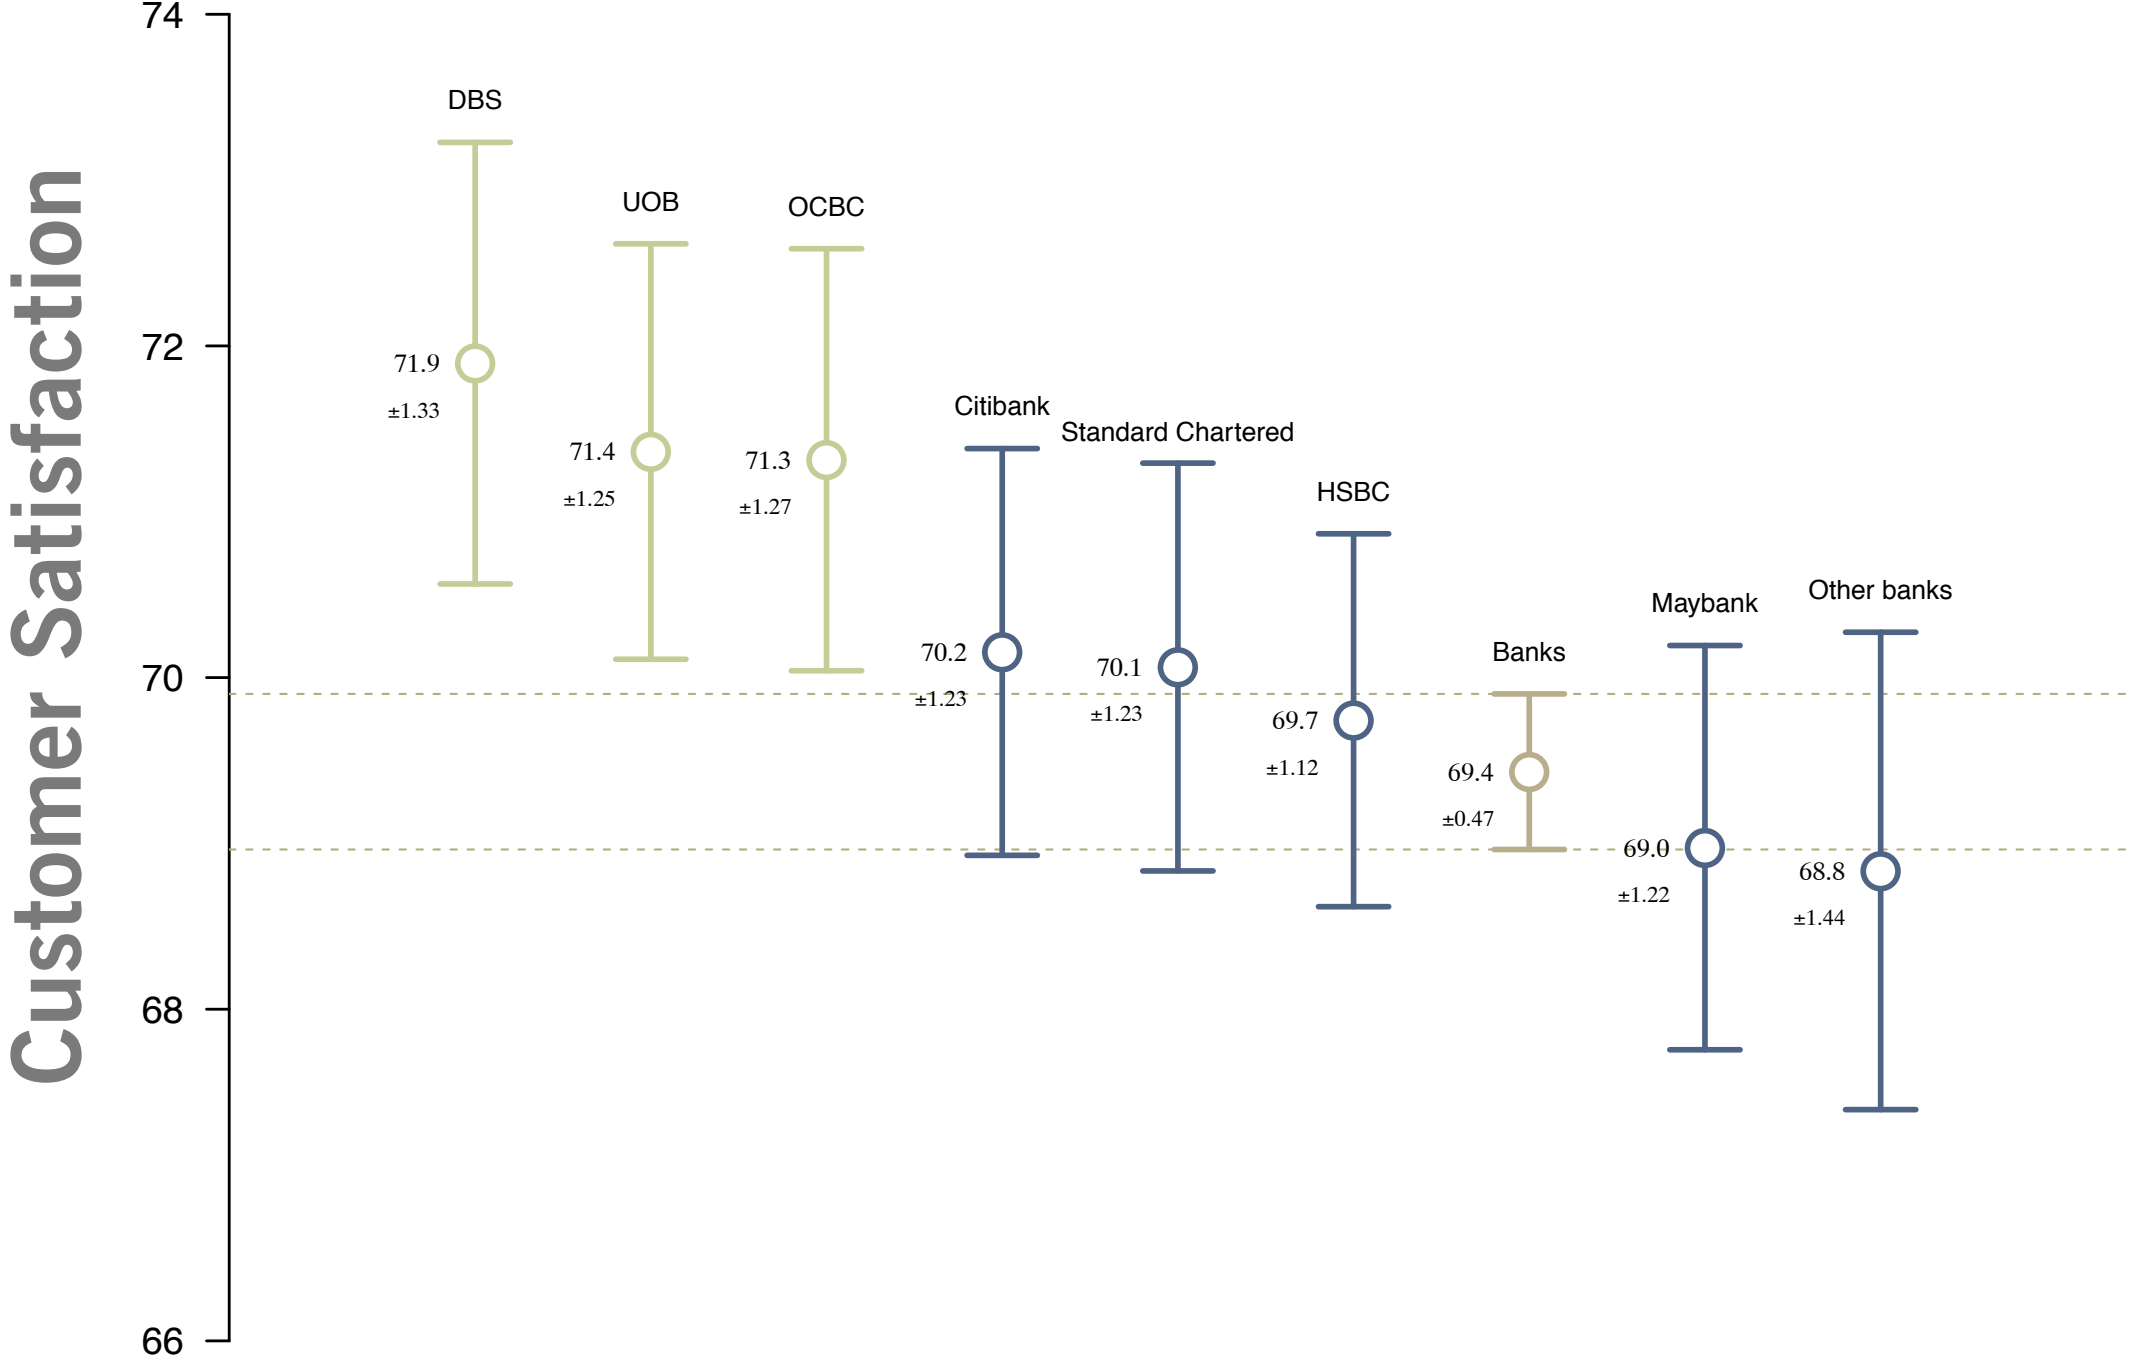 Customer Satisfaction
74
72
70
68
66
DBS
71.9
±1.33
UOB
71.4
±1.25
OCBC
71.3
±1.27
Citibank
70.2
±1.23
Standard Chartered
70.1
±1.23
HSBC
69.7
±1.12
Banks
69.4
±0.47
Maybank
69.0
±1.22
Other banks
68.8
±1.44